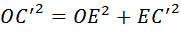 OC′² = OE² + EC′²